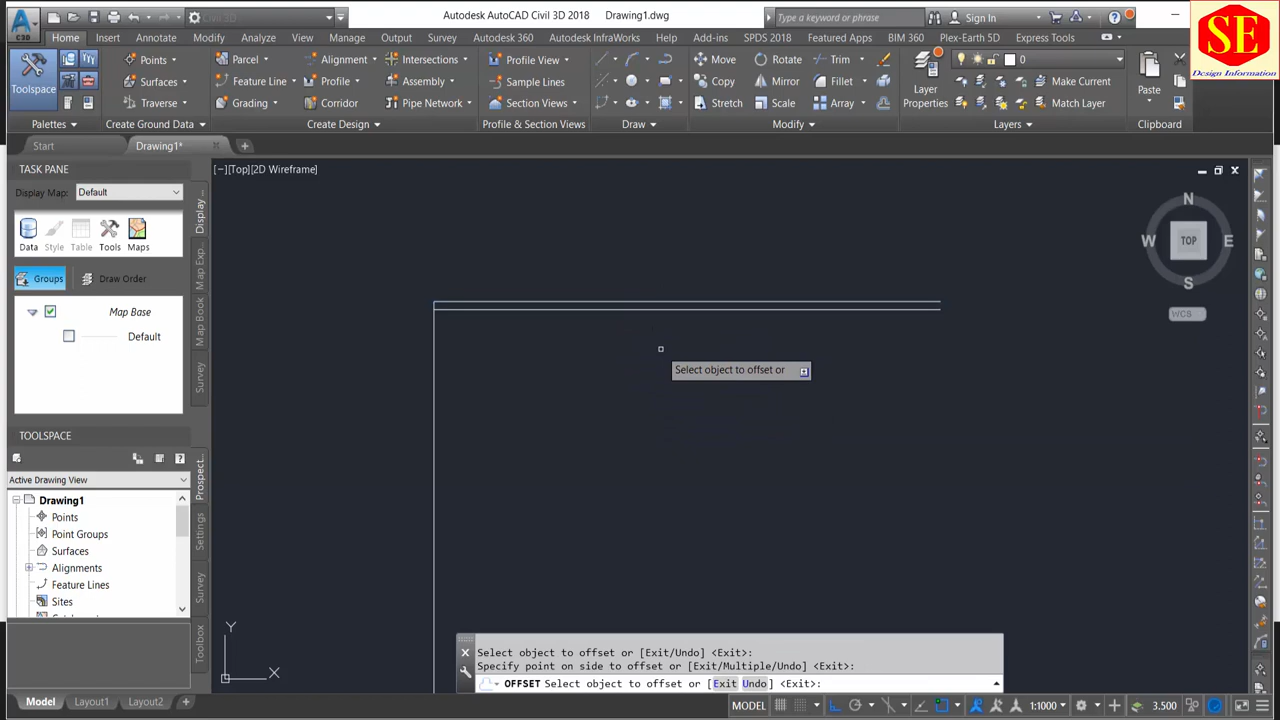 Autodesk AutoCAD Civil 3D 2018 Drawing1.dwg
Type a keyword or phrase
Sign In
SE
Design Information
C3D
Home Insert Annotate Modify Analyze View Manage Output Survey Autodesk 360 Autodesk InfraWorks Help Add-ins SPDS 2018 Featured Apps BIM 360 Plex-Earth 5D Express Tools
Toolspace
Points
Surfaces
Traverse
Parcel
Feature Line
Grading
Alignment
Profile
Corridor
Intersections
Assembly
Pipe Network
Profile View
Sample Lines
Section Views
Move
Copy
Stretch
Rotate
Mirror
Scale
Trim
Fillet
Array
Layer
Properties
0
Make Current
Match Layer
Paste
Palettes
Create Ground Data
Create Design
Profile & Section Views
Draw
Modify
Layers
Clipboard
Start
Drawing1*
TASK PANE
Display Map: Default
Data Style Table Tools Maps
Groups
Draw Order
Map Base
Default
Display...
Map Exp...
Map Book
Survey
[−][Top][2D Wireframe]
N
W TOP E
S
WCS
Select object to offset or
TOOLSPACE
Active Drawing View
Drawing1
Points
Point Groups
Surfaces
Alignments
Feature Lines
Sites
Prospect...
Settings
Survey
Toolbox
Y
X
Select object to offset or [Exit/Undo] <Exit>:
Specify point on side to offset or [Exit/Multiple/Undo] <Exit>:
OFFSET Select object to offset or [Exit Undo] <Exit>:
Model Layout1 Layout2 +
MODEL
1:1000
3.500